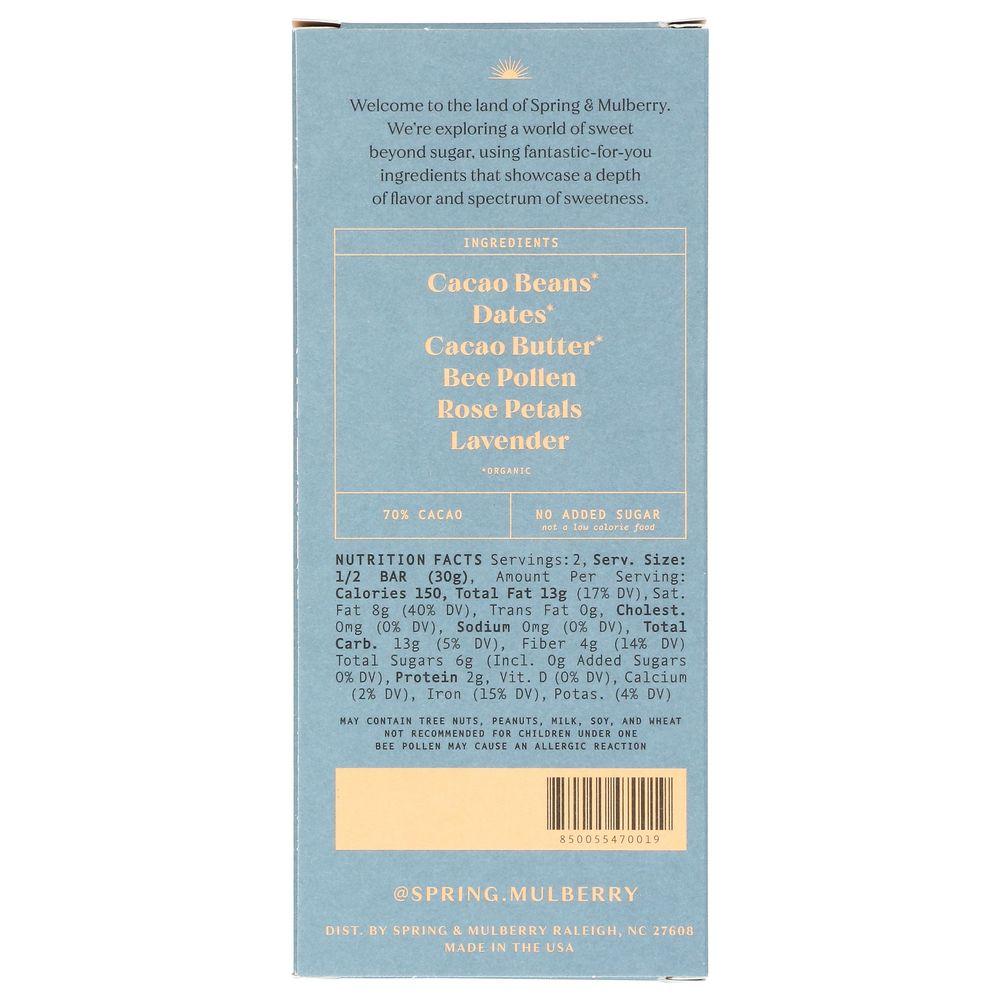 Welcome to the land of Spring & Mulberry.
We're exploring a world of sweet
beyond sugar, using fantastic-for-you
ingredients that showcase a depth
of flavor and spectrum of sweetness.
INGREDIENTS
Cacao Beans*
Dates*
Cacao Butter*
Bee Pollen
Rose Petals
Lavender
*ORGANIC
70% CACAO
NO ADDED SUGAR
not a low calorie food
NUTRITION FACTS Servings: 2, Serv. Size:
1/2 BAR (30g), Amount Per Serving:
Calories 150, Total Fat 13g (17% DV), Sat.
Fat 8g (40% DV), Trans Fat 0g, Cholest.
0mg (0% DV), Sodium 0mg (0% DV), Total
Carb. 13g (5% DV), Fiber 4g (14% DV)
Total Sugars 6g (Incl. 0g Added Sugars
0% DV), Protein 2g, Vit. D (0% DV), Calcium
(2% DV), Iron (15% DV), Potas. (4% DV)
MAY CONTAIN TREE NUTS, PEANUTS, MILK, SOY, AND WHEAT
NOT RECOMMENDED FOR CHILDREN UNDER ONE
BEE POLLEN MAY CAUSE AN ALLERGIC REACTION
850055470019
@SPRING.MULBERRY
DIST. BY SPRING & MULBERRY RALEIGH, NC 27608
MADE IN THE USA